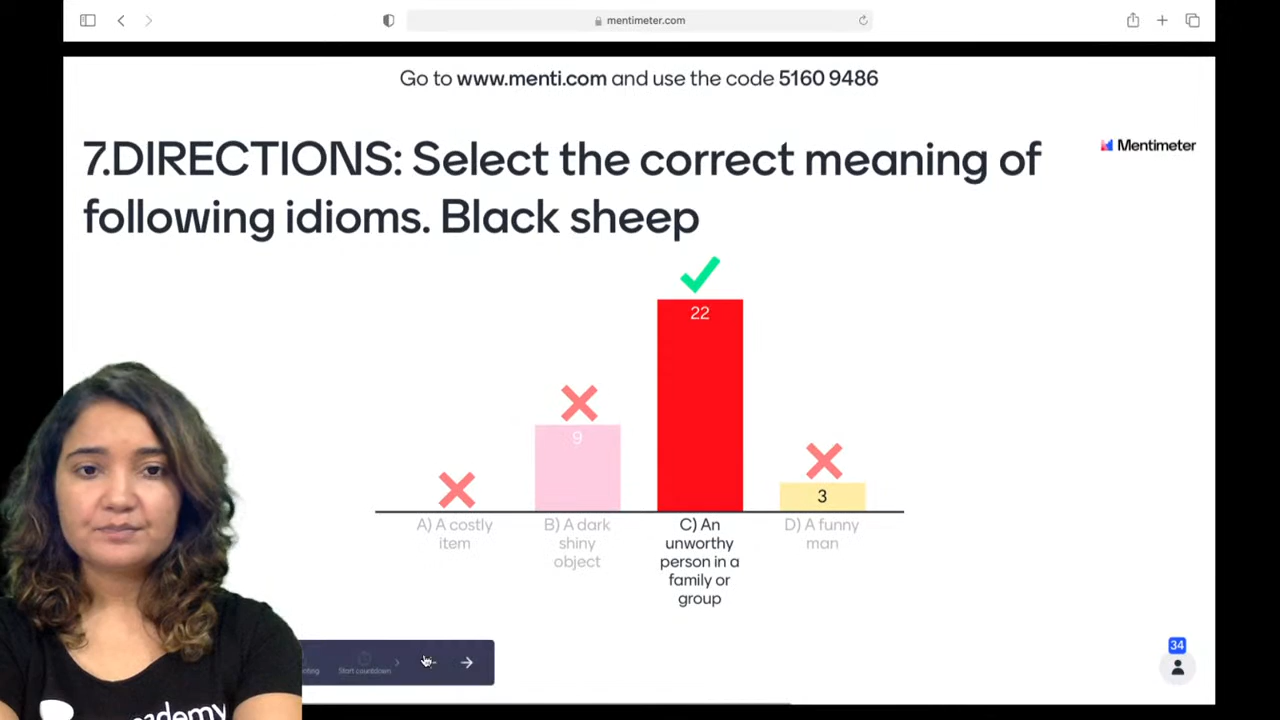 mentimeter.com
Go to www.menti.com and use the code 5160 9486
7.DIRECTIONS: Select the correct meaning of
following idioms. Black sheep
Mentimeter
22
9
3
A) A costly
item
B) A dark
shiny
object
C) An
unworthy
person in a
family or
group
D) A funny
man
Start countdown
34